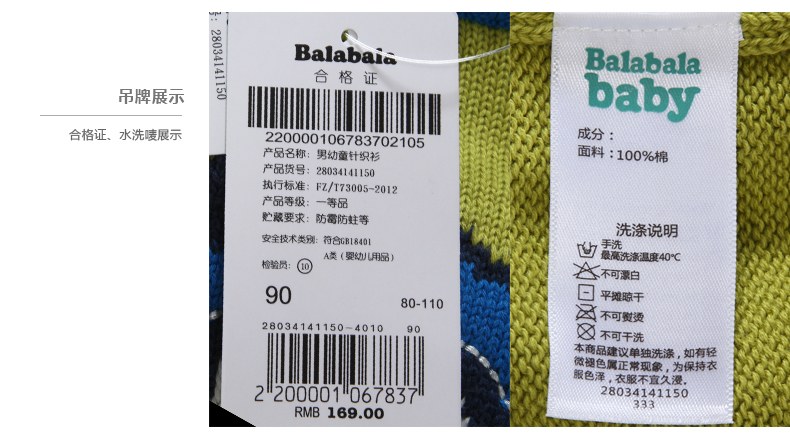 吊牌展示
合格证、水洗唛展示
28034141150
Balabala
合格证
220000106783702105
产品名称：男幼童针织衫
产品货号：28034141150
执行标准：FZ/T73005-2012
产品等级：一等品
贮藏要求：防霉防蛀等
安全技术类别：符合GB18401
A类（婴幼儿用品）
检验员：10
90
80-110
28034141150-4010 90
2 200001 067837
RMB 169.00
Balabala
baby
成分：
面料：100%棉
洗涤说明
手洗
最高洗涤温度40℃
不可漂白
平摊晾干
不可熨烫
不可干洗
本商品建议单独洗涤，如有轻
微褪色属正常现象，为保持衣
服色泽，衣服不宜久浸。
28034141150
333